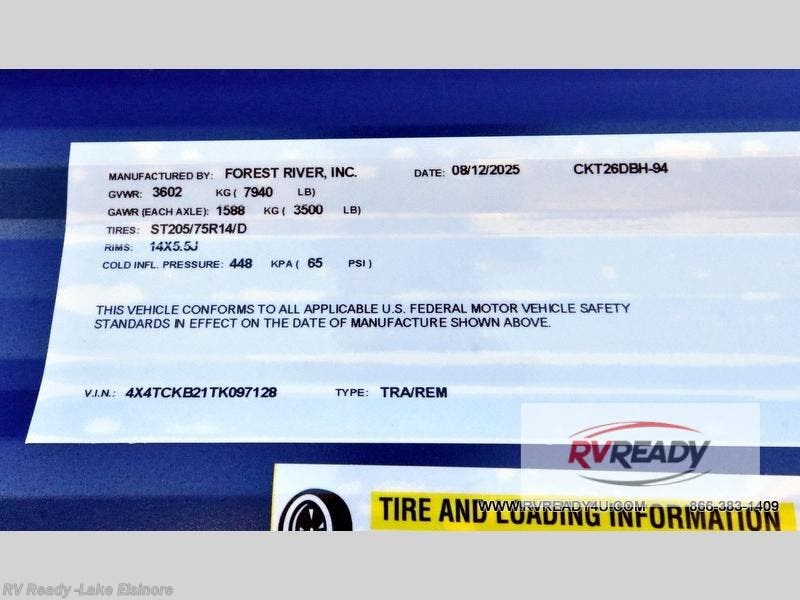 MANUFACTURED BY: FOREST RIVER, INC. DATE: 08/12/2025 CKT26DBH-94
GVWR: 3602 KG ( 7940 LB)
GAWR (EACH AXLE): 1588 KG ( 3500 LB)
TIRES: ST205/75R14/D
RIMS: 14X5.5J
COLD INFL. PRESSURE: 448 KPA ( 65 PSI )
THIS VEHICLE CONFORMS TO ALL APPLICABLE U.S. FEDERAL MOTOR VEHICLE SAFETY
STANDARDS IN EFFECT ON THE DATE OF MANUFACTURE SHOWN ABOVE.
V.I.N.: 4X4TCKB21TK097128 TYPE: TRA/REM
RVREADY
WWW.RVREADY4U.COM 866-383-1409
TIRE AND LOADING INFORMATION
RV Ready -Lake Elsinore